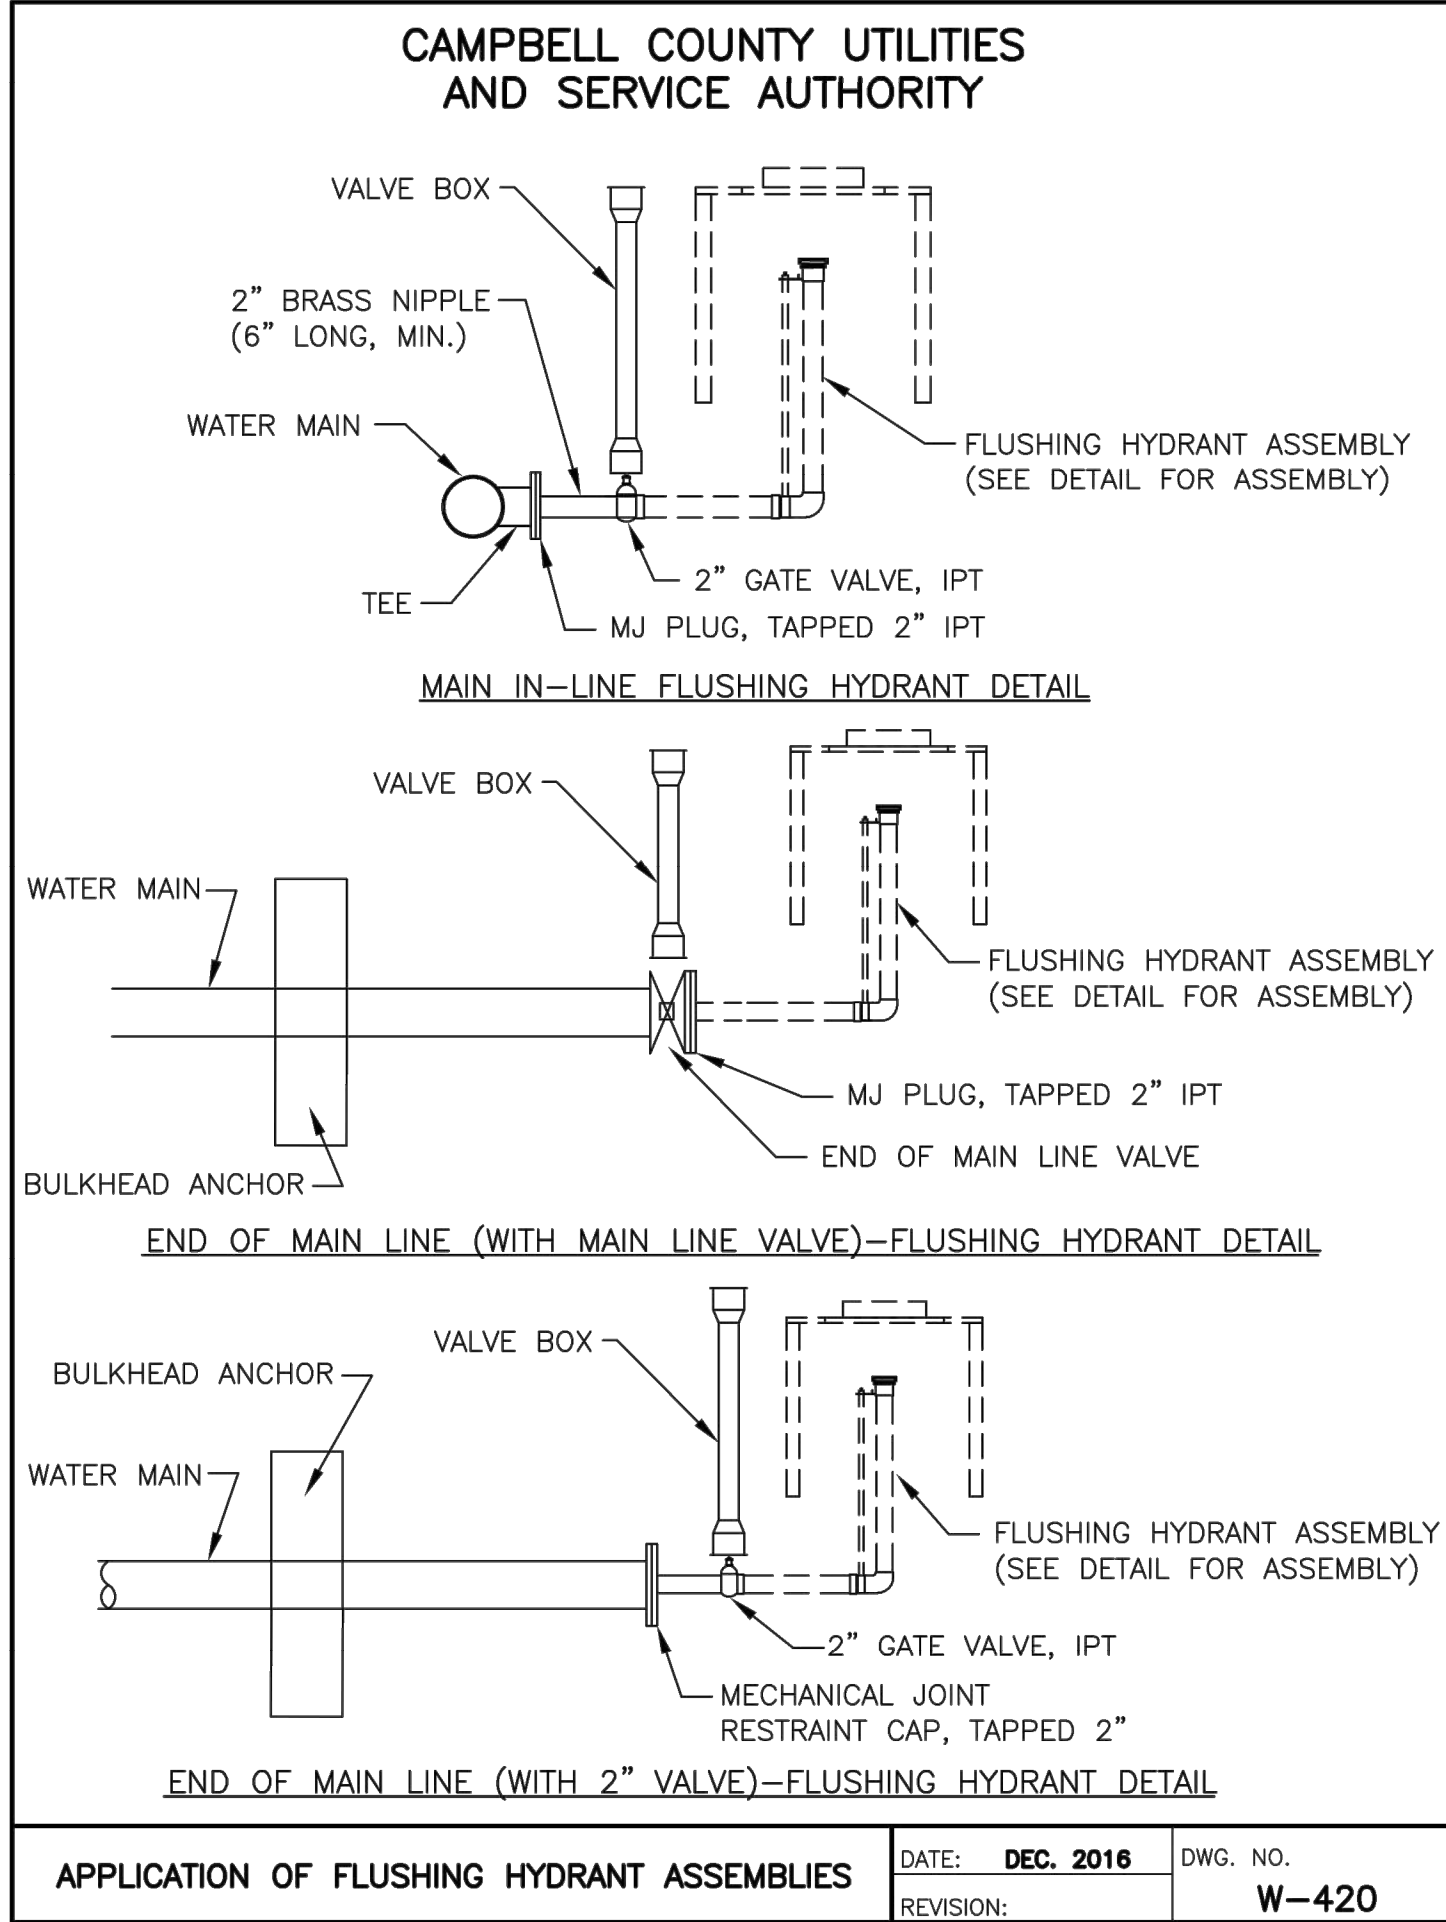 CAMPBELL COUNTY UTILITIES
AND SERVICE AUTHORITY
VALVE BOX
2” BRASS NIPPLE
(6” LONG, MIN.)
WATER MAIN
FLUSHING HYDRANT ASSEMBLY
(SEE DETAIL FOR ASSEMBLY)
2” GATE VALVE, IPT
TEE
MJ PLUG, TAPPED 2” IPT
MAIN IN–LINE FLUSHING HYDRANT DETAIL
VALVE BOX
WATER MAIN
FLUSHING HYDRANT ASSEMBLY
(SEE DETAIL FOR ASSEMBLY)
MJ PLUG, TAPPED 2” IPT
END OF MAIN LINE VALVE
BULKHEAD ANCHOR
END OF MAIN LINE (WITH MAIN LINE VALVE)–FLUSHING HYDRANT DETAIL
VALVE BOX
BULKHEAD ANCHOR
WATER MAIN
FLUSHING HYDRANT ASSEMBLY
(SEE DETAIL FOR ASSEMBLY)
2” GATE VALVE, IPT
MECHANICAL JOINT
RESTRAINT CAP, TAPPED 2”
END OF MAIN LINE (WITH 2” VALVE)–FLUSHING HYDRANT DETAIL
APPLICATION OF FLUSHING HYDRANT ASSEMBLIES
DATE: DEC. 2016
REVISION:
DWG. NO.
W–420